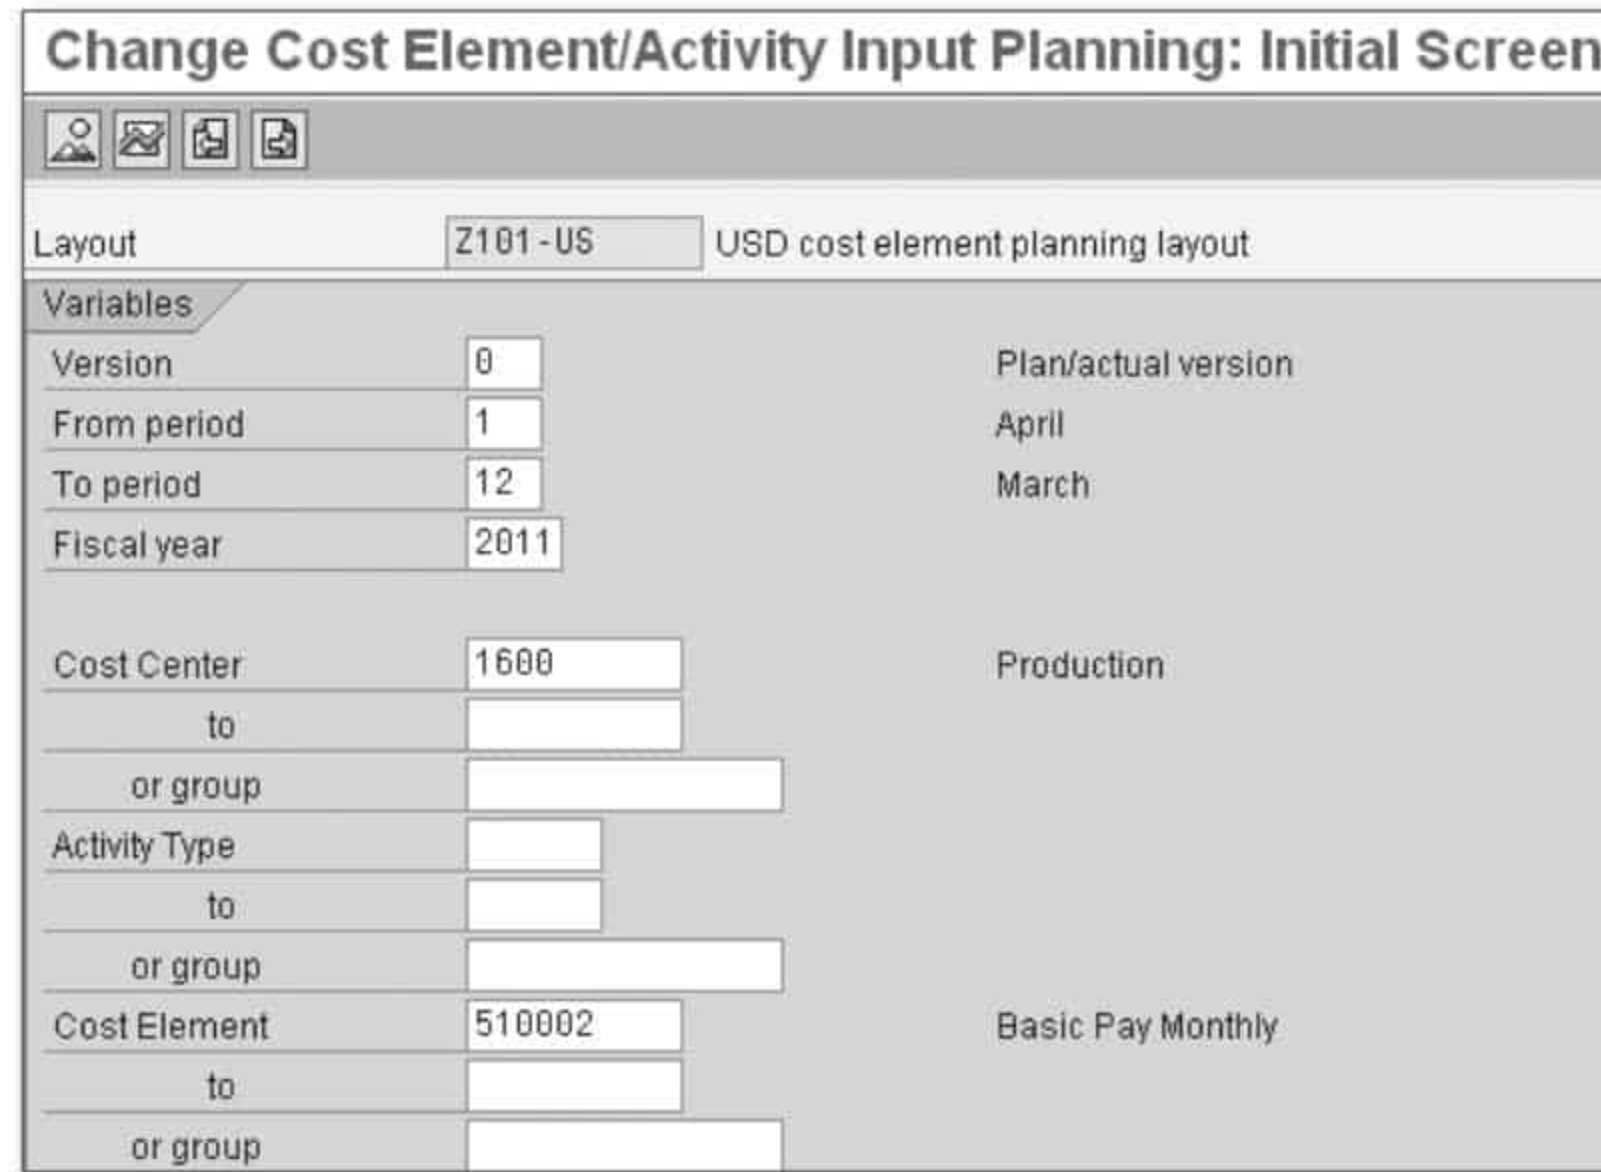 Change Cost Element/Activity Input Planning: Initial Screen
Layout Z101-US USD cost element planning layout
Variables
Version 0 Plan/actual version
From period 1 April
To period 12 March
Fiscal year 2011
Cost Center 1600 Production
to
or group
Activity Type
to
or group
Cost Element 510002 Basic Pay Monthly
to
or group